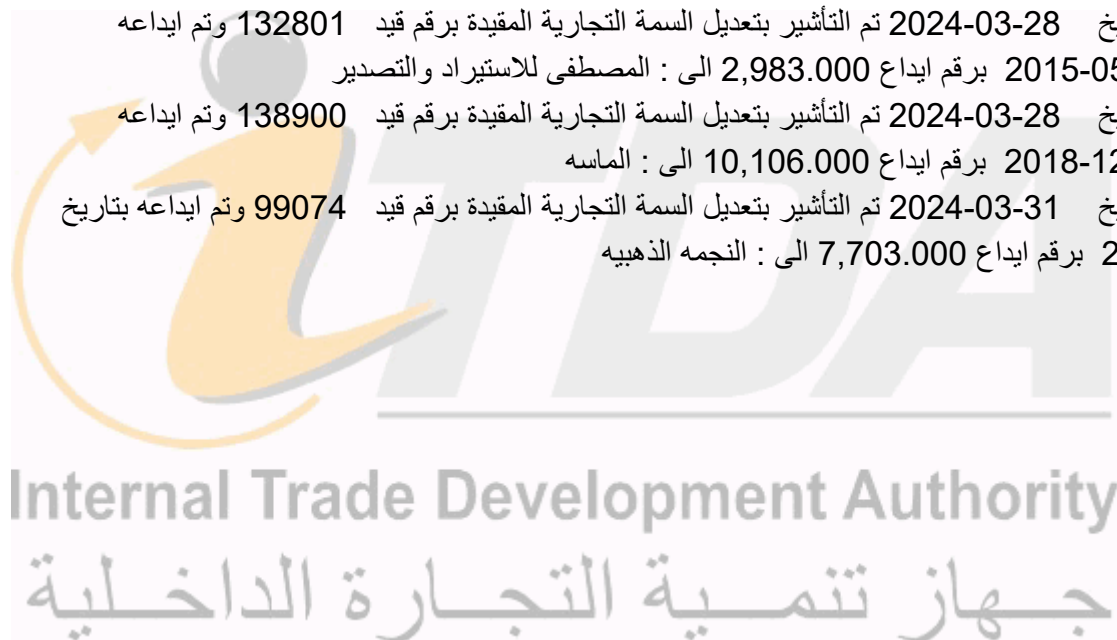 يخ 2024-03-28 تم التأشير بتعديل السمة التجارية المقيدة برقم قيد 132801 وتم ايداعه
2015-05 برقم ايداع 2,983.000 الى : المصطفى للاستيراد والتصدير
يخ 2024-03-28 تم التأشير بتعديل السمة التجارية المقيدة برقم قيد 138900 وتم ايداعه
2018-12 برقم ايداع 10,106.000 الى : الماسه
يخ 2024-03-31 تم التأشير بتعديل السمة التجارية المقيدة برقم قيد 99074 وتم ايداعه بتاريخ
2 برقم ايداع 7,703.000 الى : النجمه الذهبيه
iTDA
Internal Trade Development Authority
جهاز تنمية التجارة الداخلية